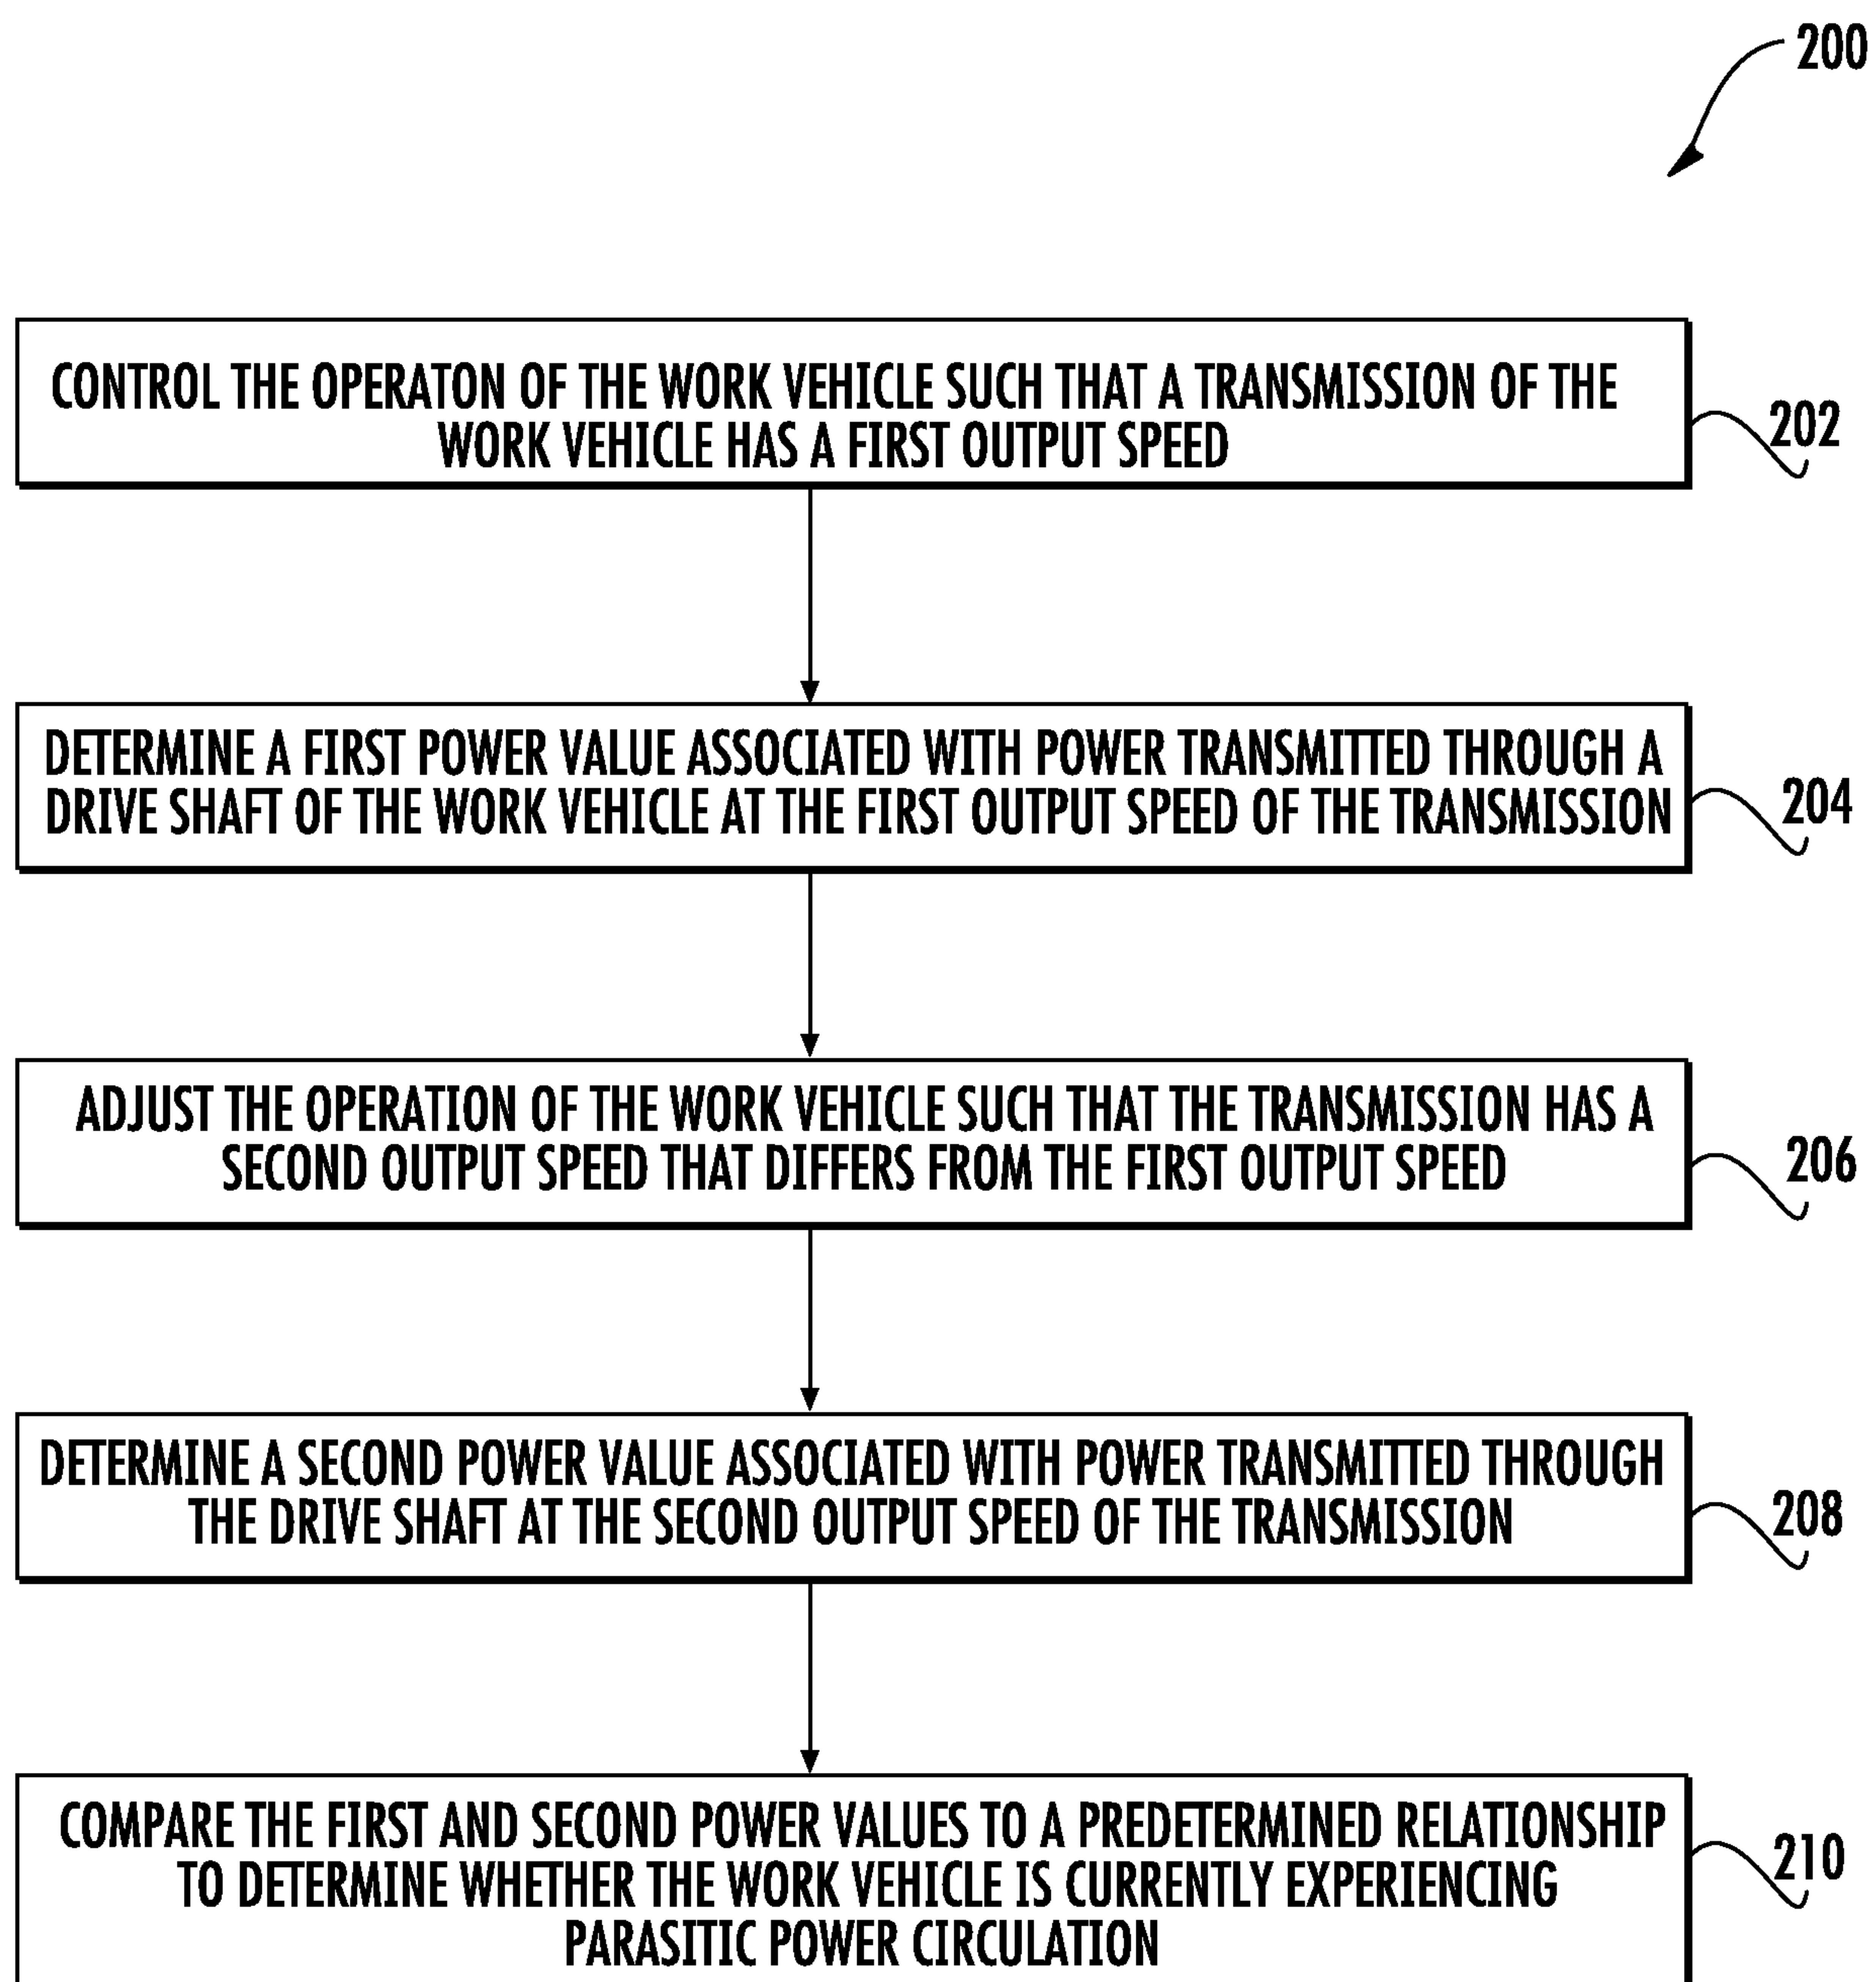 200
CONTROL THE OPERATON OF THE WORK VEHICLE SUCH THAT A TRANSMISSION OF THE
WORK VEHICLE HAS A FIRST OUTPUT SPEED
202
DETERMINE A FIRST POWER VALUE ASSOCIATED WITH POWER TRANSMITTED THROUGH A
DRIVE SHAFT OF THE WORK VEHICLE AT THE FIRST OUTPUT SPEED OF THE TRANSMISSION
204
ADJUST THE OPERATION OF THE WORK VEHICLE SUCH THAT THE TRANSMISSION HAS A
SECOND OUTPUT SPEED THAT DIFFERS FROM THE FIRST OUTPUT SPEED
206
DETERMINE A SECOND POWER VALUE ASSOCIATED WITH POWER TRANSMITTED THROUGH
THE DRIVE SHAFT AT THE SECOND OUTPUT SPEED OF THE TRANSMISSION
208
COMPARE THE FIRST AND SECOND POWER VALUES TO A PREDETERMINED RELATIONSHIP
TO DETERMINE WHETHER THE WORK VEHICLE IS CURRENTLY EXPERIENCING
PARASITIC POWER CIRCULATION
210